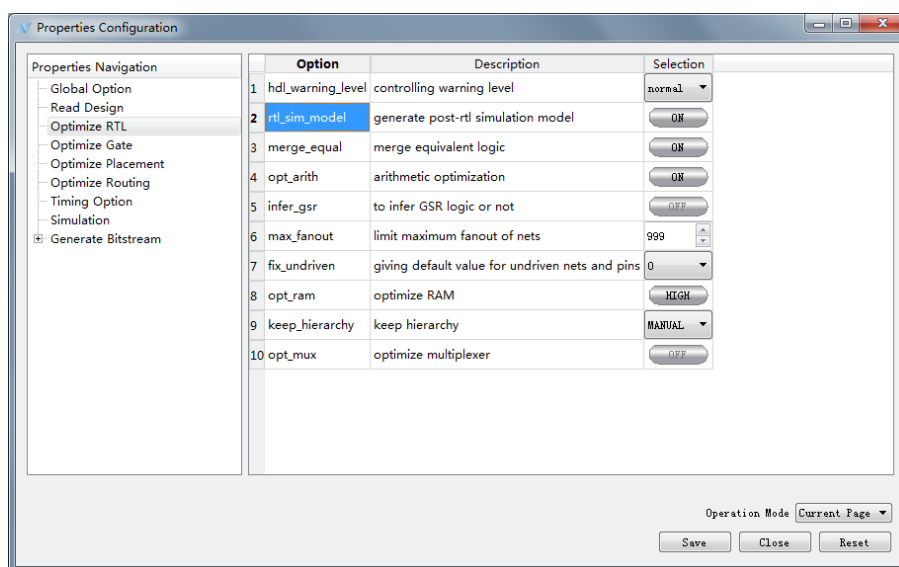 Properties Configuration
Properties Navigation
Global Option
Read Design
Optimize RTL
Optimize Gate
Optimize Placement
Optimize Routing
Timing Option
Simulation
Generate Bitstream
Option Description Selection
1 hdl_warning_level controlling warning level normal
2 rtl_sim_model generate post-rtl simulation model ON
3 merge_equal merge equivalent logic ON
4 opt_arith arithmetic optimization ON
5 infer_gsr to infer GSR logic or not OFF
6 max_fanout limit maximum fanout of nets 999
7 fix_undriven giving default value for undriven nets and pins 0
8 opt_ram optimize RAM HIGH
9 keep_hierarchy keep hierarchy MANUAL
10 opt_mux optimize multiplexer OFF
Operation Mode Current Page
Save Close Reset